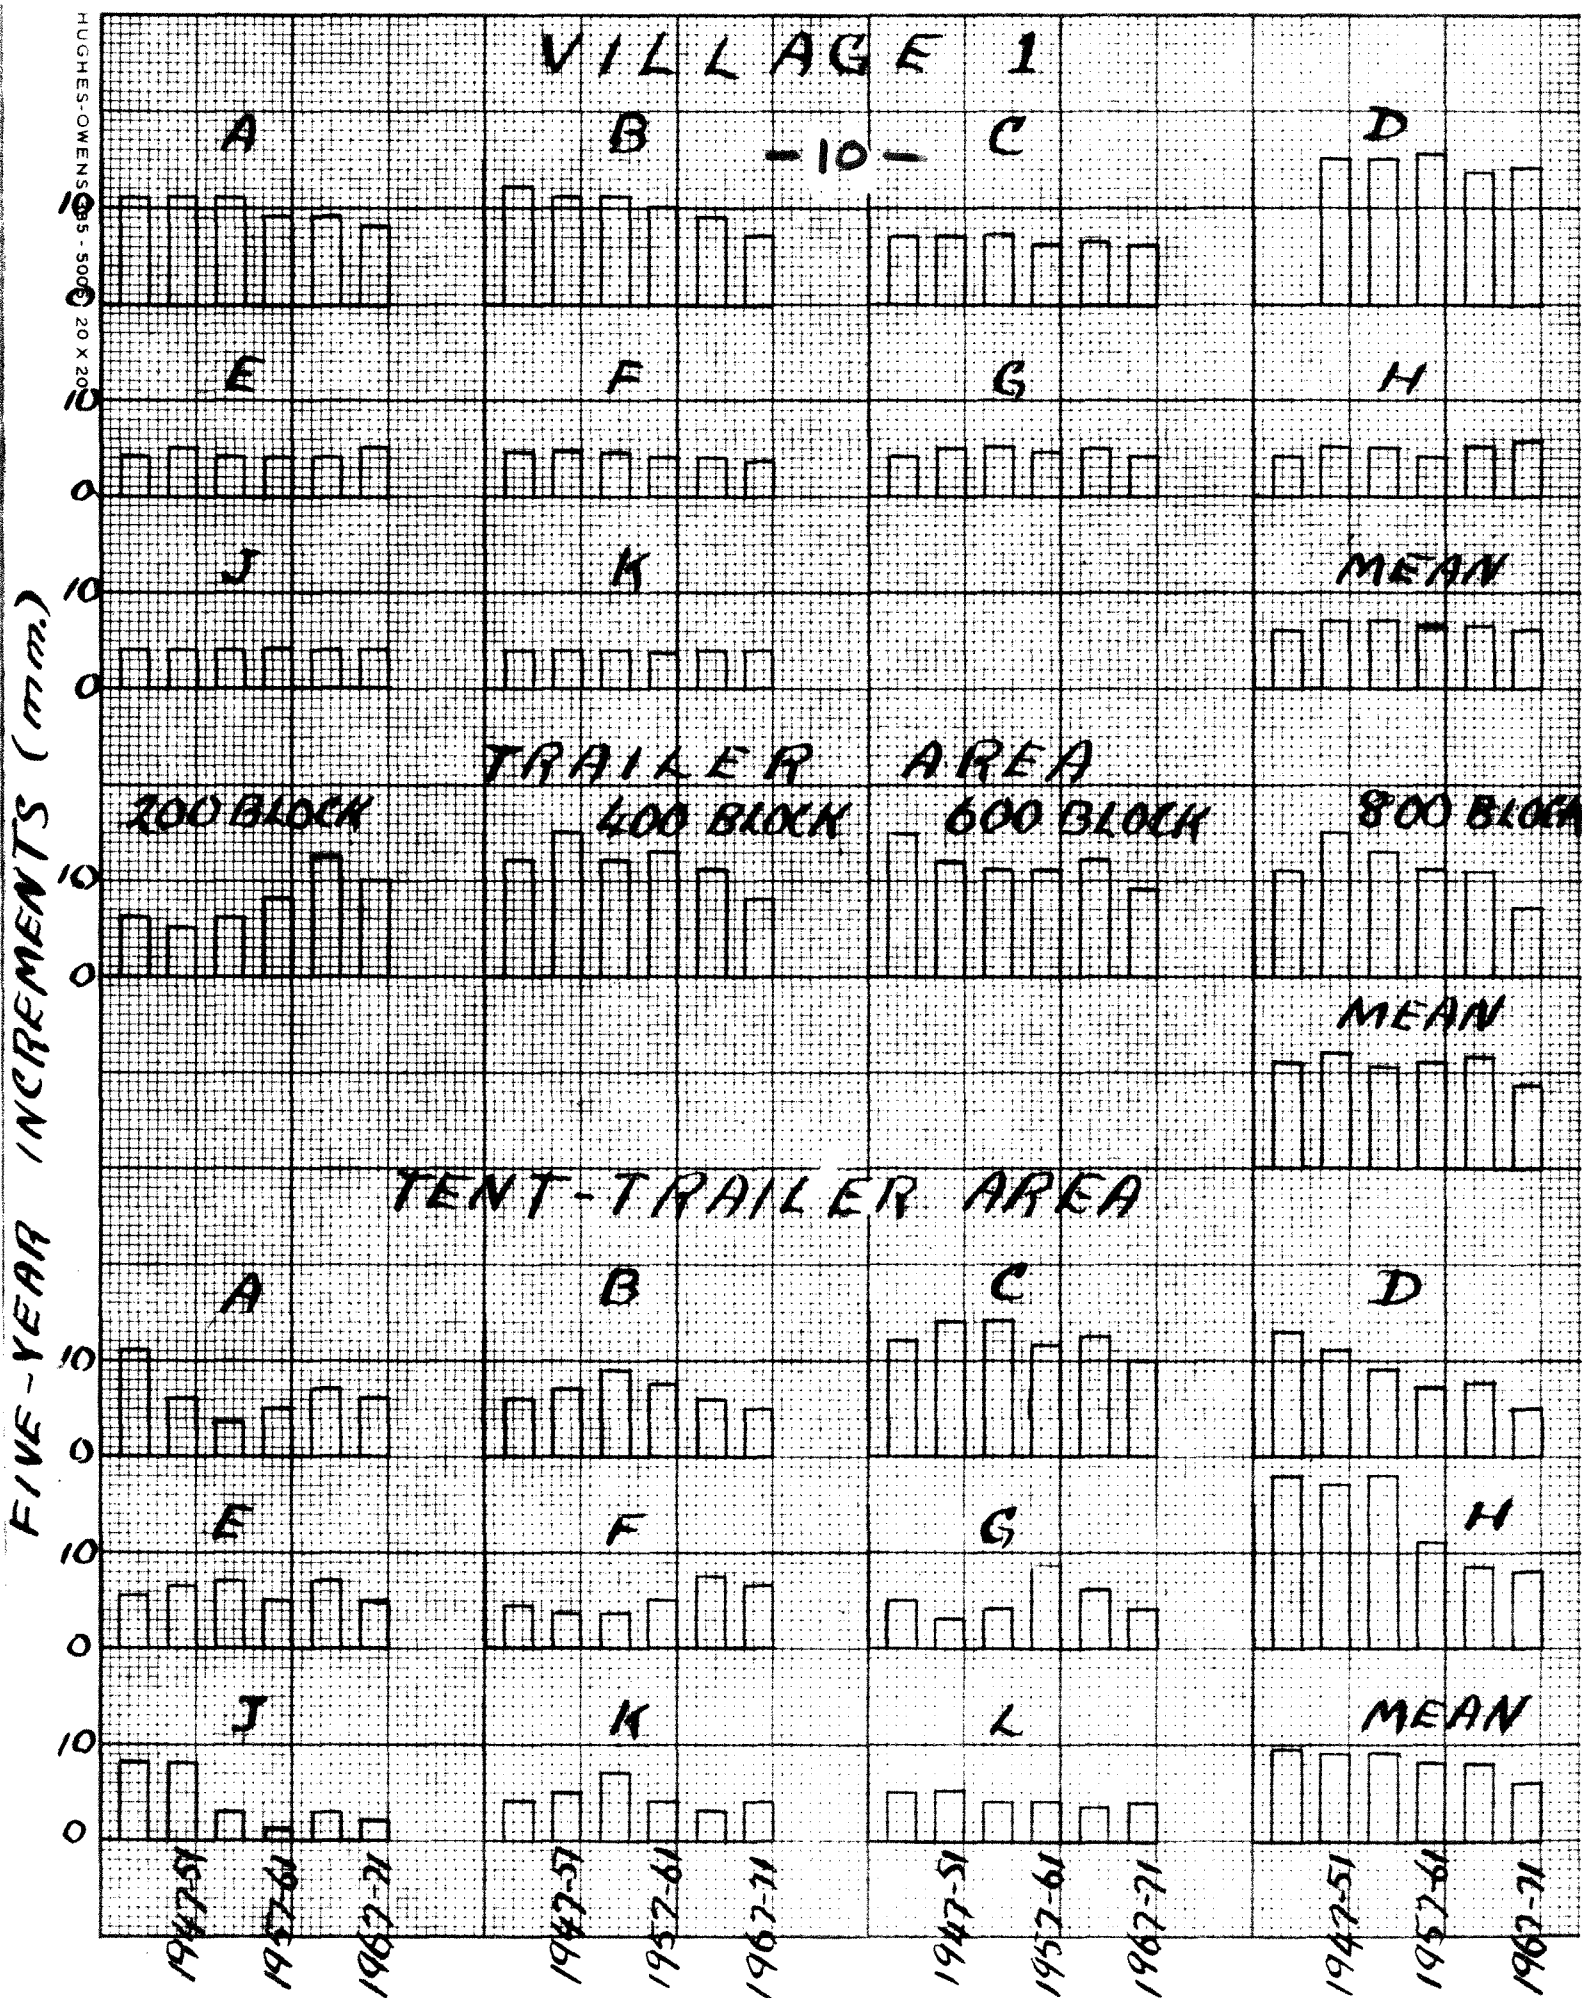 HUGHES-OWENS
VILLAGE 1
A B C D
- 10 -
10
0
20 X 20
E F G H
10
0
J K MEAN
10
0
TRAILER AREA
200 BLOCK 400 BLOCK 600 BLOCK 800 BLOCK
10
0
MEAN
TENT-TRAILER AREA
A B C D
10
0
E F G H
10
0
J K L MEAN
10
0
1947-51 1957-61 1967-71 1947-51 1957-61 1967-71 1947-51 1957-61 1967-71 1947-51 1957-61 1967-71
FIVE-YEAR INCREMENTS (mm.)